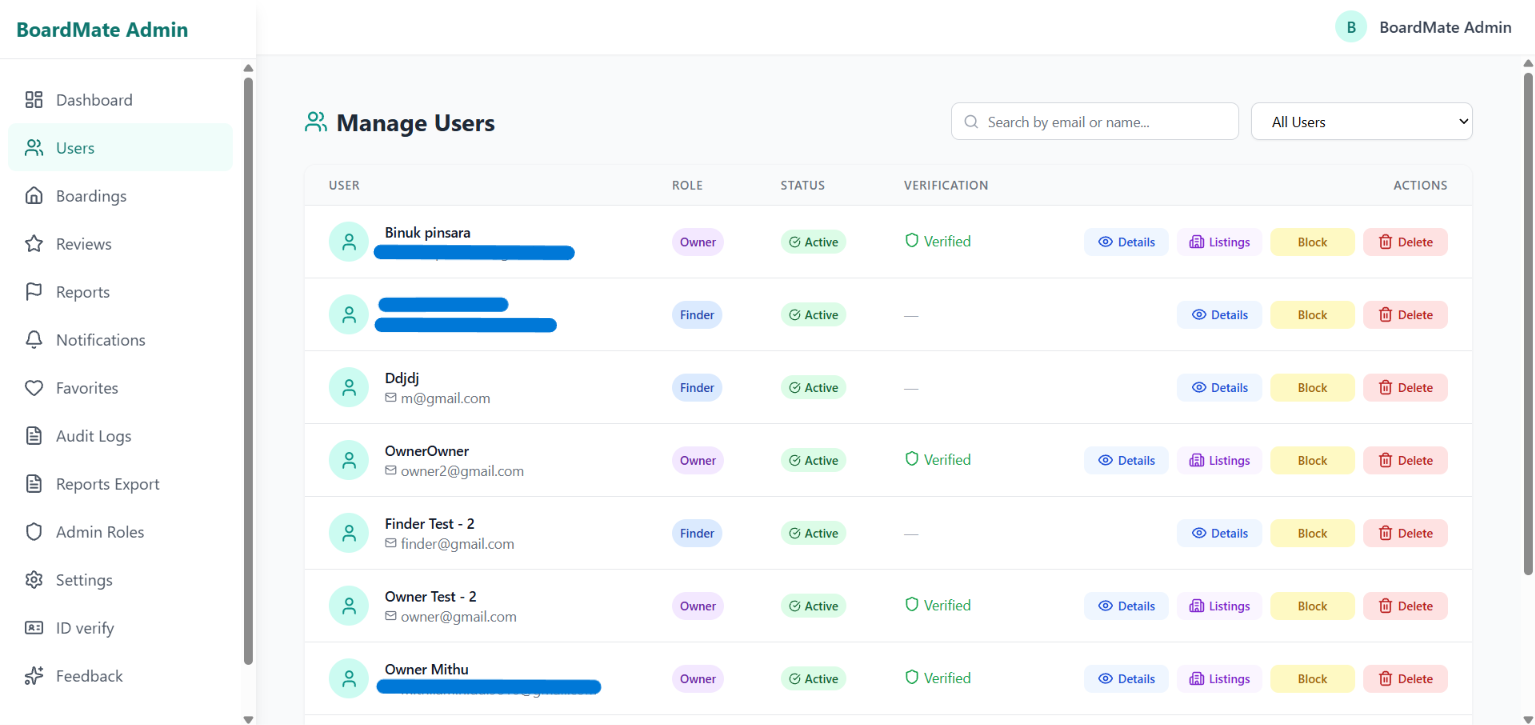 BoardMate Admin
B BoardMate Admin
Dashboard
Users
Boardings
Reviews
Reports
Notifications
Favorites
Audit Logs
Reports Export
Admin Roles
Settings
ID verify
Feedback
Manage Users
Search by email or name...
All Users
USER ROLE STATUS VERIFICATION ACTIONS
Binuk pinsara
Owner Active Verified Details Listings Block Delete
Finder Active — Details Block Delete
Ddjdj
m@gmail.com
Finder Active — Details Block Delete
OwnerOwner
owner2@gmail.com
Owner Active Verified Details Listings Block Delete
Finder Test - 2
finder@gmail.com
Finder Active — Details Block Delete
Owner Test - 2
owner@gmail.com
Owner Active Verified Details Listings Block Delete
Owner Mithu
Owner Active Verified Details Listings Block Delete